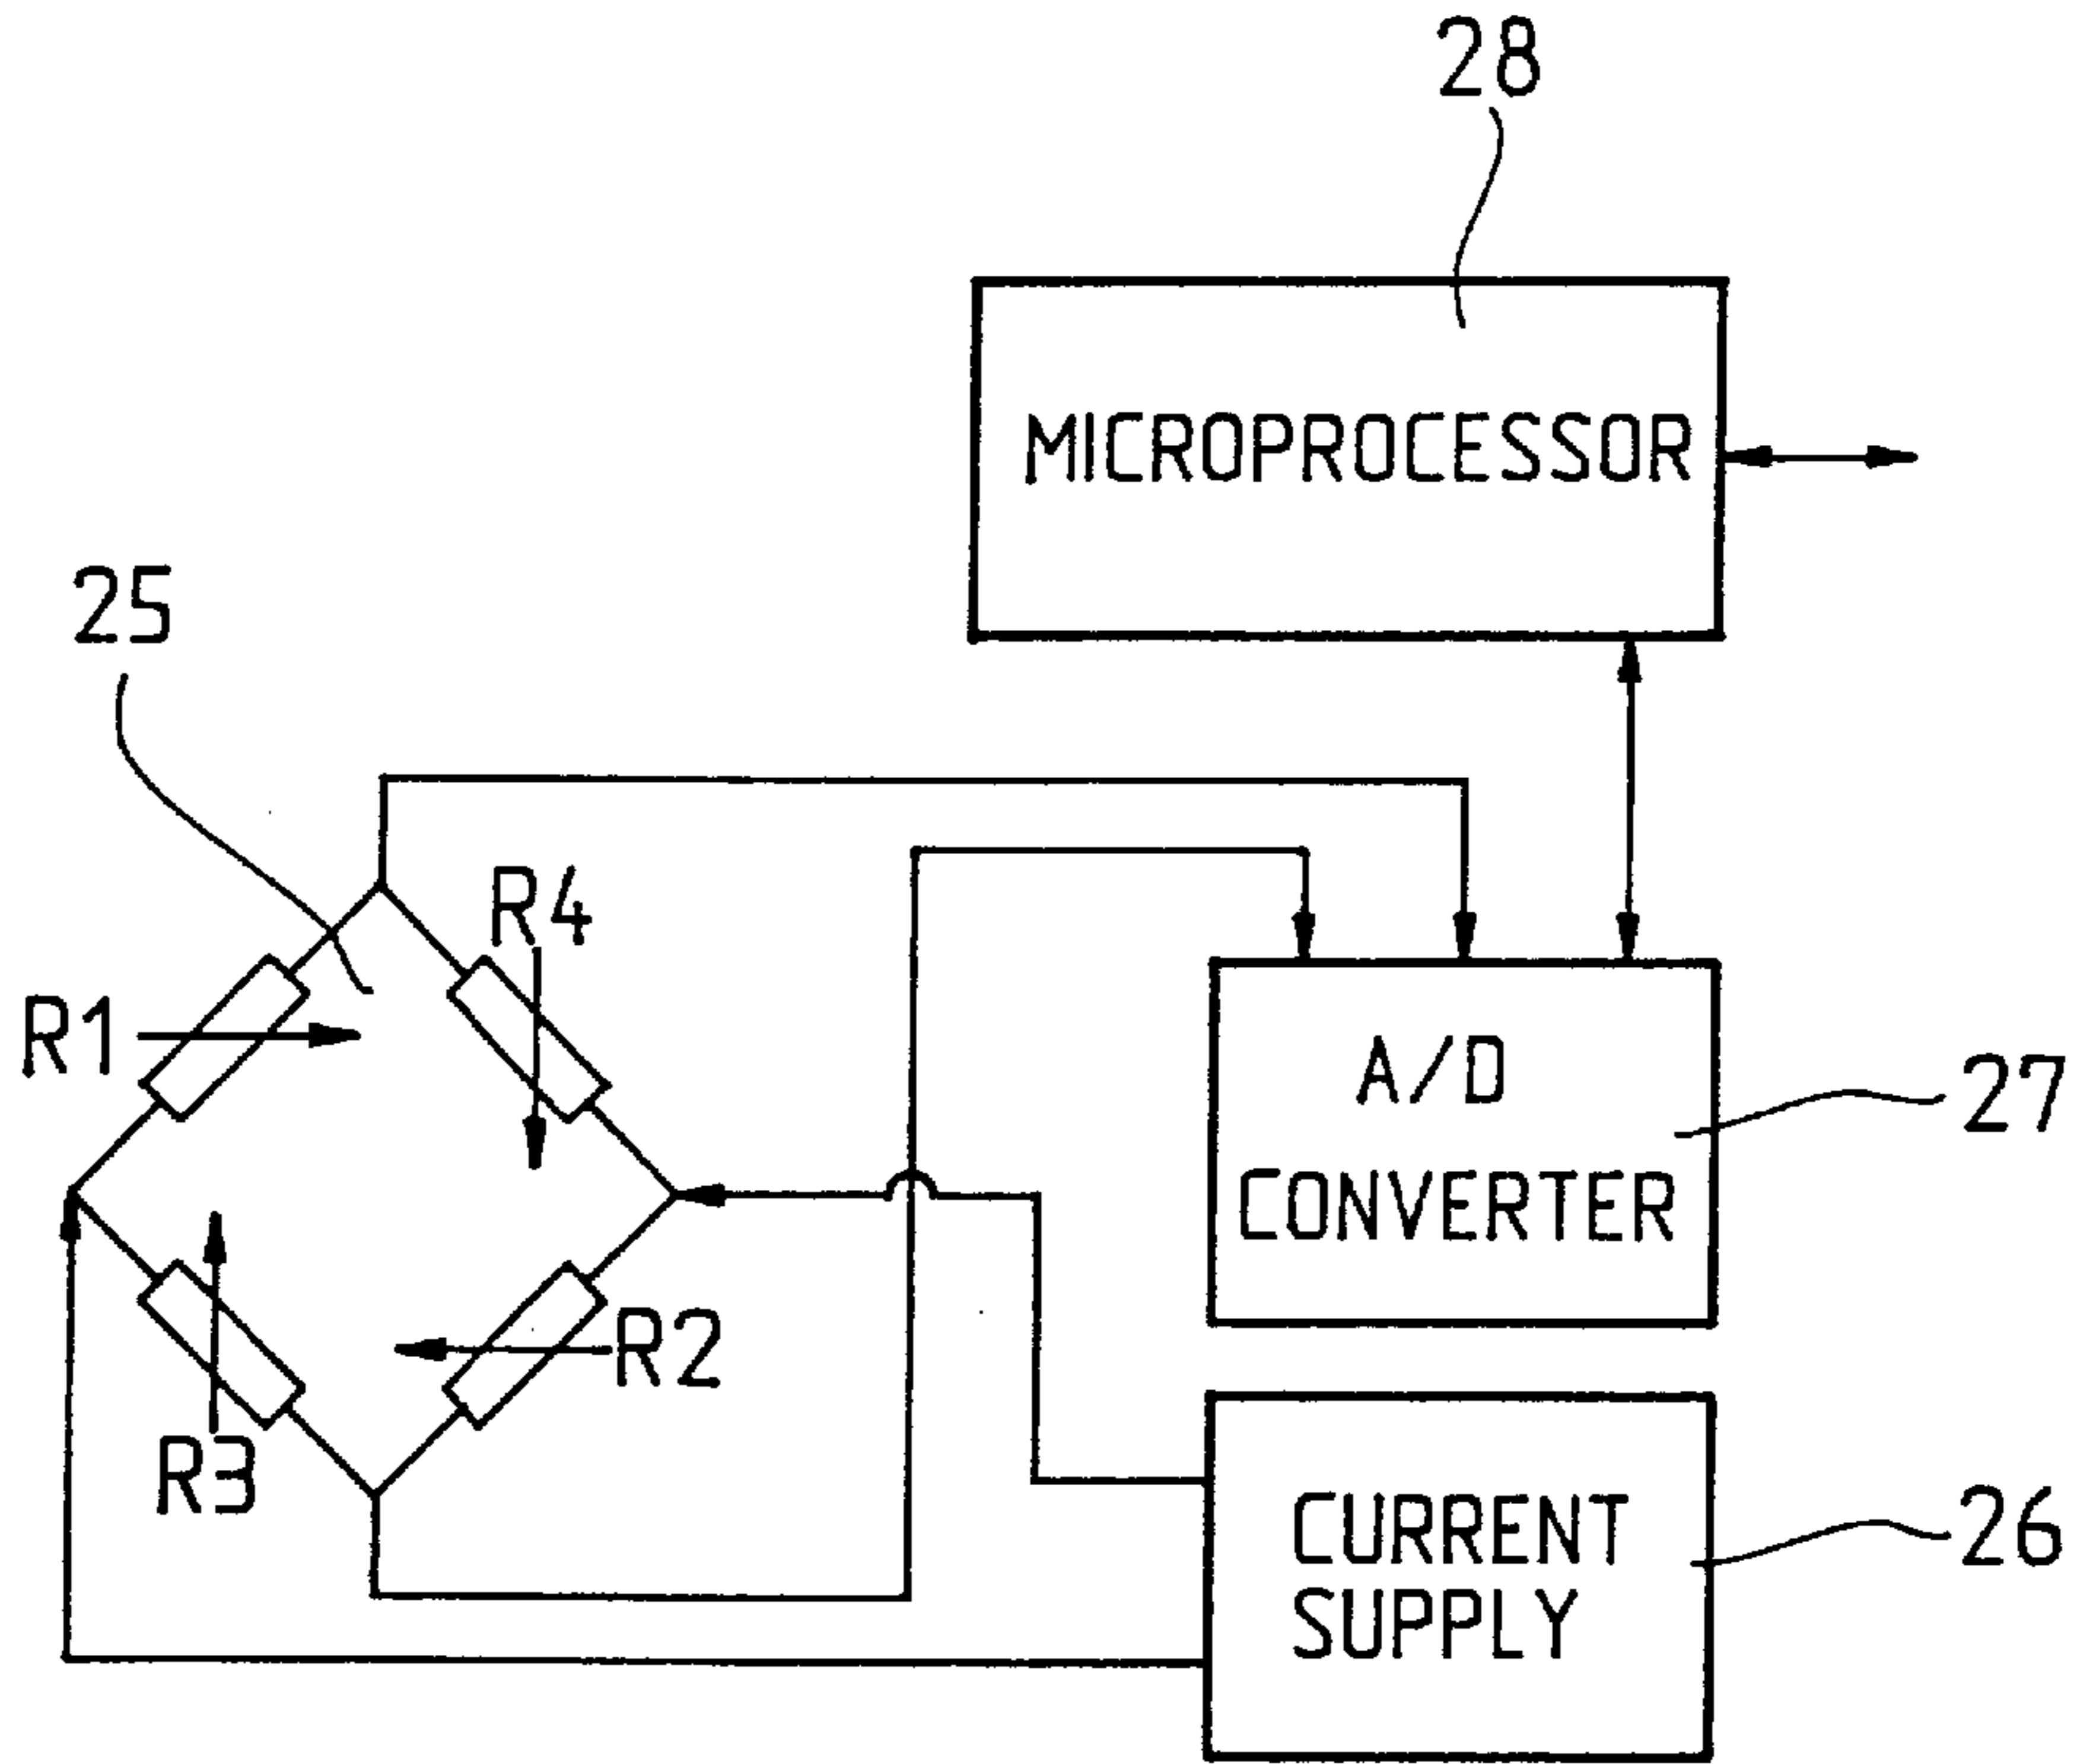 28
MICROPROCESSOR
25
R4
R1
A/D
CONVERTER
27
R2
R3
CURRENT
SUPPLY
26